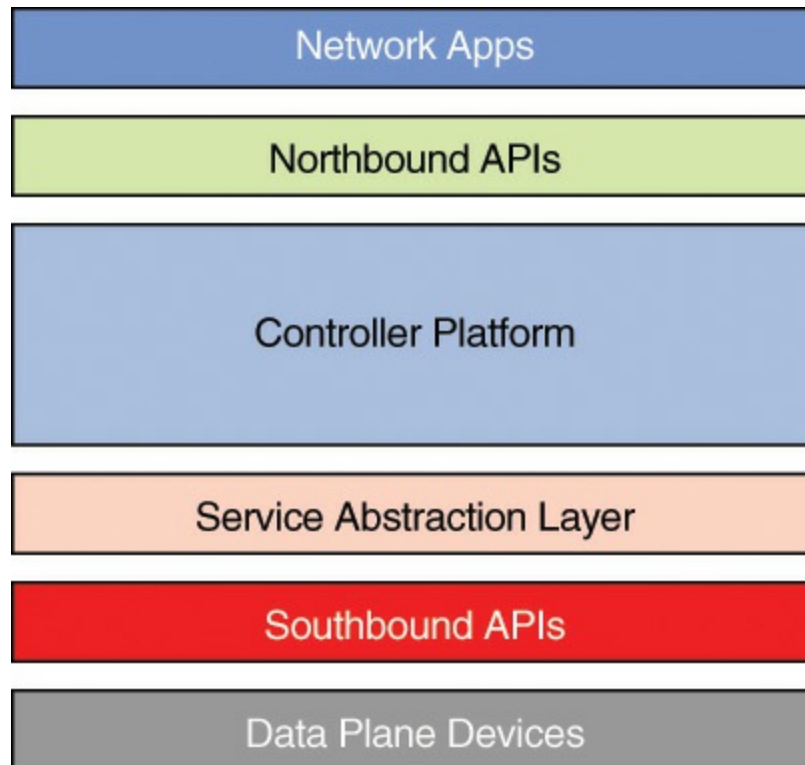 Network Apps
Northbound APIs
Controller Platform
Service Abstraction Layer
Southbound APIs
Data Plane Devices